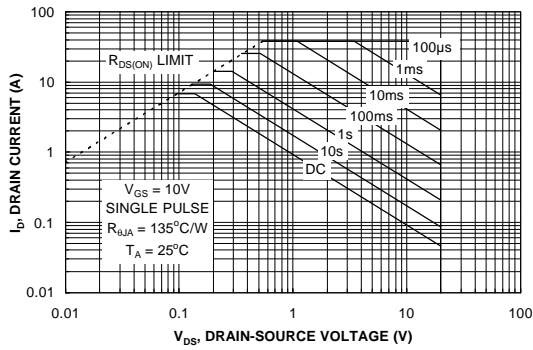 100
10
1
0.1
0.01
I_D, DRAIN CURRENT (A)
R_DS(ON) LIMIT
100µs
1ms
10ms
100ms
1s
10s
DC
V_GS = 10V
SINGLE PULSE
R_θJA = 135°C/W
T_A = 25°C
0.01
0.1
1
10
100
V_DS, DRAIN-SOURCE VOLTAGE (V)